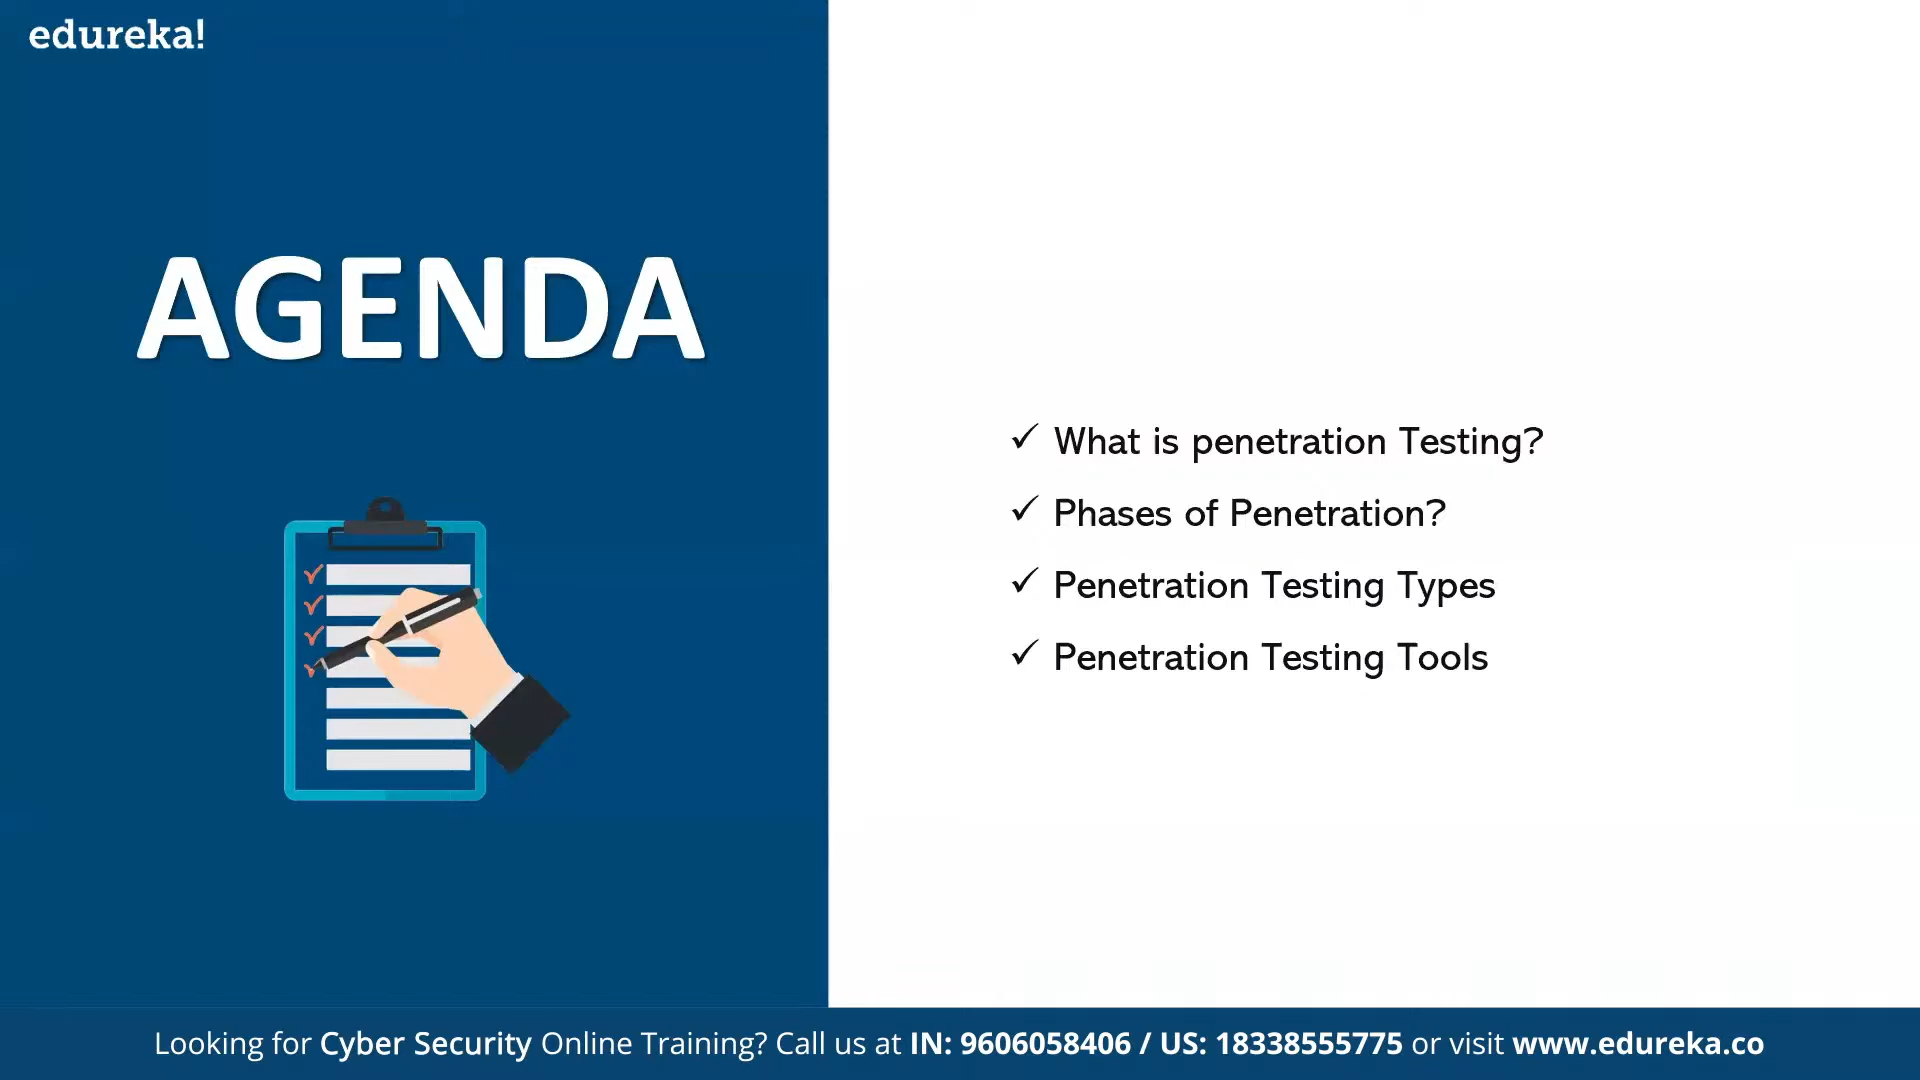 edureka!
AGENDA
✓ What is penetration Testing?
✓ Phases of Penetration?
✓ Penetration Testing Types
✓ Penetration Testing Tools
Looking for Cyber Security Online Training? Call us at IN: 9606058406 / US: 18338555775 or visit www.edureka.co